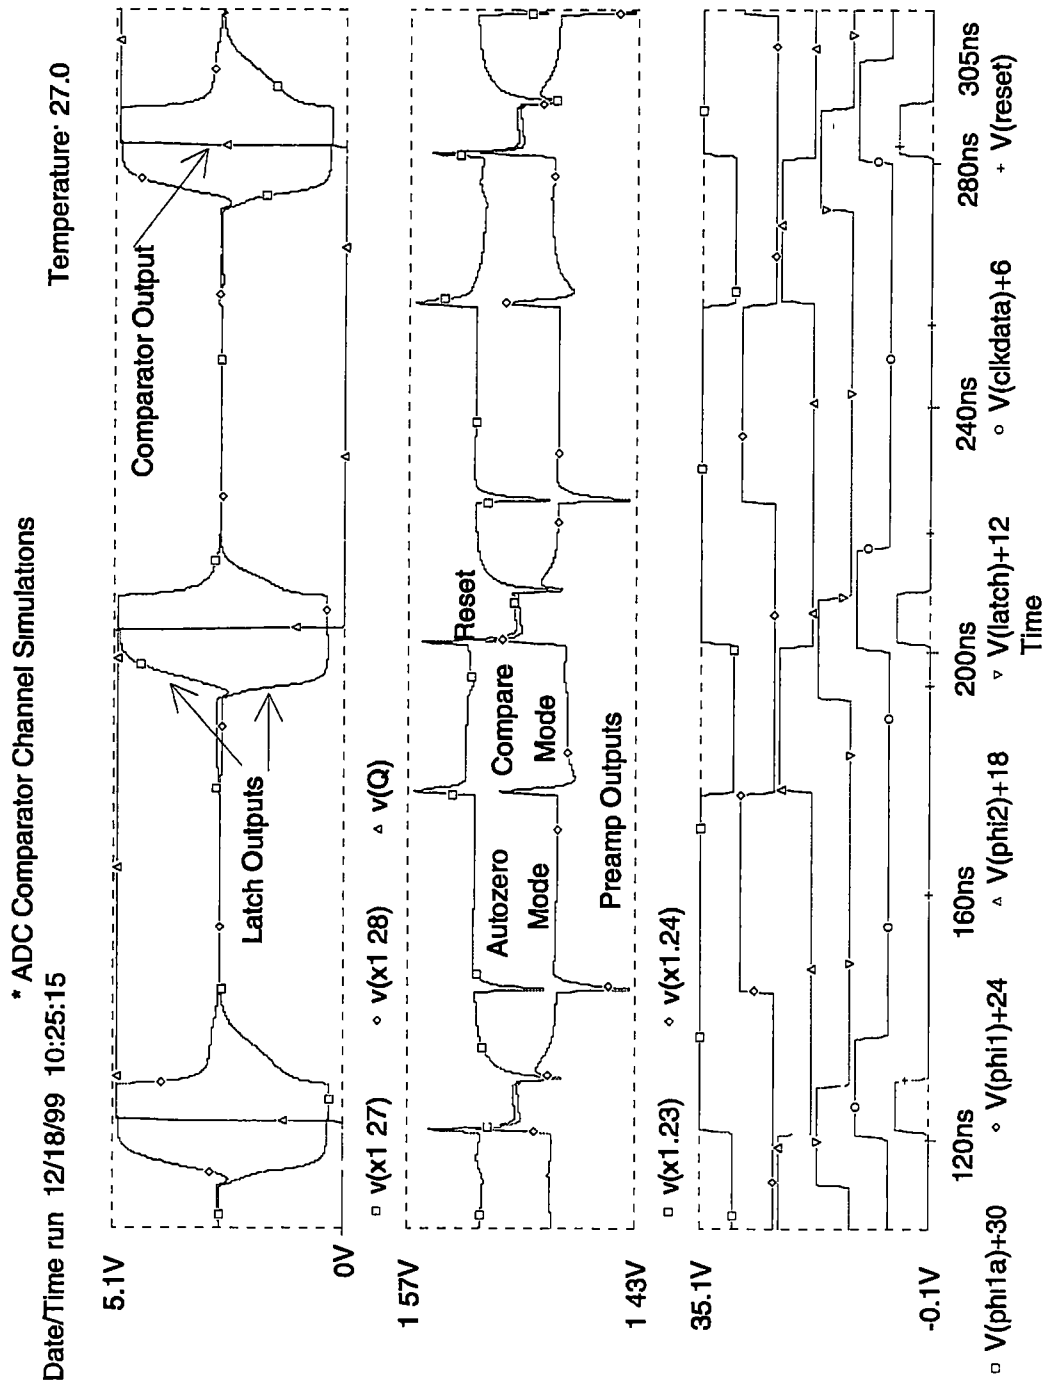 * ADC Comparator Channel Simulations
Date/Time run 12/18/99 10:25:15
Temperature· 27.0
5.1V
0V
Latch Outputs
Comparator Output
v(x1 27) v(x1 28) v(Q)
1 57V
1 43V
Autozero
Mode
Compare
Mode
Reset
Preamp Outputs
v(x1.23) v(x1.24)
35.1V
-0.1V
120ns 160ns 200ns 240ns 280ns 305ns
V(phi1a)+30 V(phi1)+24 V(phi2)+18 V(latch)+12 V(clkdata)+6 V(reset)
Time